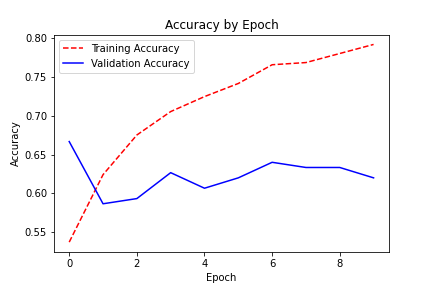 Accuracy by Epoch
Training Accuracy
Validation Accuracy
Accuracy
0.80
0.75
0.70
0.65
0.60
0.55
0 2 4 6 8
Epoch